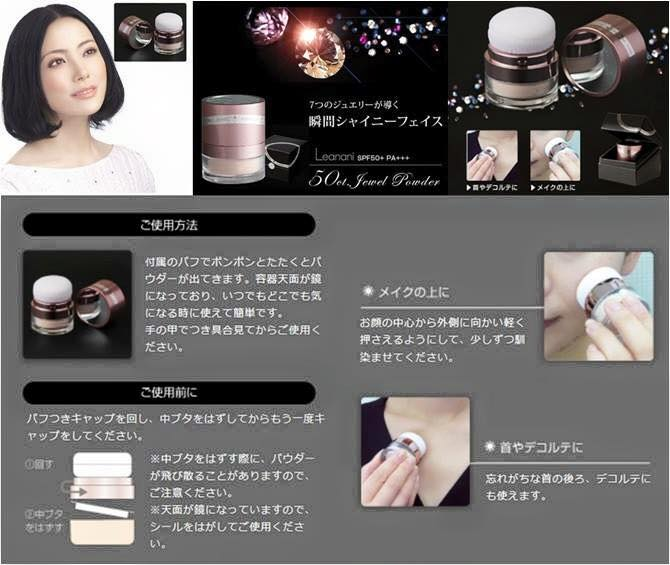 7つのジュエリーが導く
瞬間シャイニーフェイス
Leanani SPF50+ PA+++
50ct. Jewel Powder
▶首やデコルテに
▶メイクの上に
ご使用方法
付属のパフでポンポンとたたくとパ
ウダーが出てきます。容器天面が鏡
になっており、いつでもどこでも気
になる時に使えて簡単です。
手の甲でつき具合見てからご使用く
ださい。
ご使用前に
パフつきキャップを回し、中ブタをはずしてからもう一度キ
ャップをしてください。
①回す
②中ブタ
をはずす
※中ブタをはずす際に、パウダー
が飛び散ることがありますので、
ご注意ください。
※天面が鏡になっていますので、
シールをはがしてご使用くださ
い。
メイクの上に
お顔の中心から外側に向かい軽く
押さえるようにして、少しずつ馴
染ませてください。
首やデコルテに
忘れがちな首の後ろ、デコルテに
も使えます。